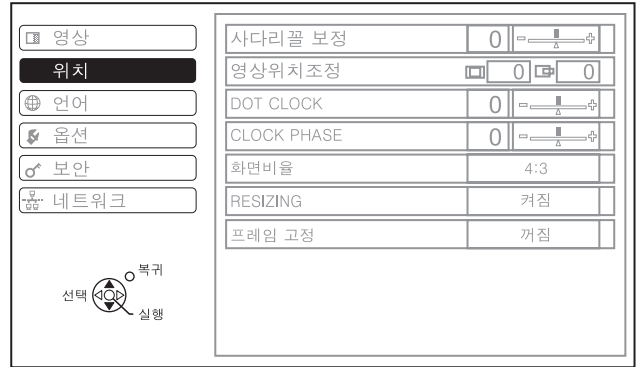 영상
위치
언어
옵션
보안
네트워크
복귀
선택
실행
사다리꼴 보정 0
영상위치조정 0 0
DOT CLOCK 0
CLOCK PHASE 0
화면비율 4:3
RESIZING 켜짐
프레임 고정 꺼짐